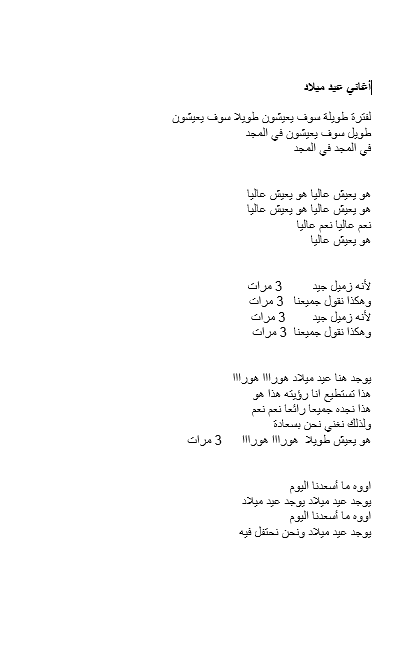 أغاني عيد ميلاد
لفترة طويلة سوف يعيشون طويلا سوف يعيشون
طويل سوف يعيشون في المجد
في المجد في المجد
هو يعيش عاليا هو يعيش عاليا
هو يعيش عاليا هو يعيش عاليا
نعم عاليا نعم عاليا
هو يعيش عاليا
لأنه زميل جيد 3 مرات
وهكذا نقول جميعنا 3 مرات
لأنه زميل جيد 3 مرات
وهكذا نقول جميعنا 3 مرات
يوجد هنا عيد ميلاد هورااا هورااا
هذا تستطيع انا رؤيته هذا هو
هذا نجده جميعا رائعا نعم نعم
ولذلك نغني نحن بسعادة
هو يعيش طويلا هورااا هورااا 3 مرات
اووه ما أسعدنا اليوم
يوجد عيد ميلاد يوجد عيد ميلاد
اووه ما أسعدنا اليوم
يوجد عيد ميلاد ونحن نحتفل فيه